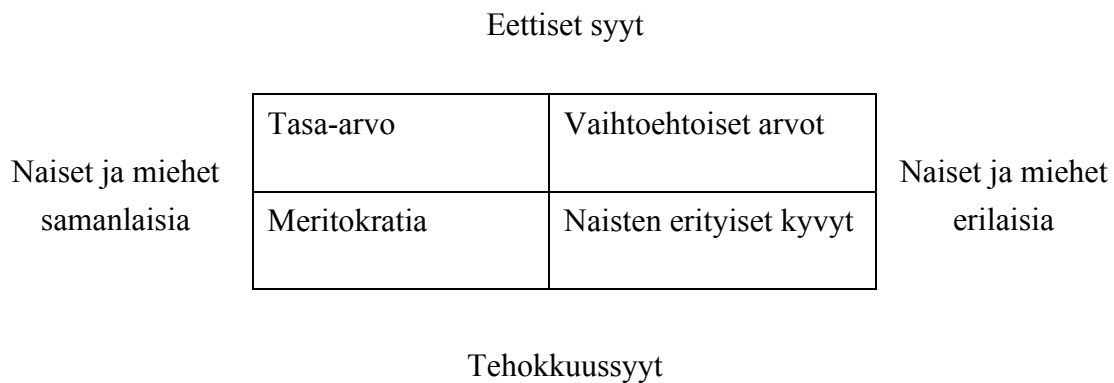 Eettiset syyt
Tasa-arvo
Vaihtoehtoiset arvot
Naiset ja miehet
samanlaisia
Naiset ja miehet
erilaisia
Meritokratia
Naisten erityiset kyvyt
Tehokkuussyyt